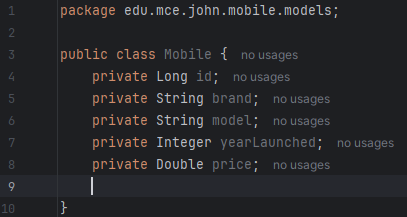 1 package edu.mce.john.mobile.models;
2
3 public class Mobile { no usages
4 private Long id; no usages
5 private String brand; no usages
6 private String model; no usages
7 private Integer yearLaunched; no usages
8 private Double price; no usages
9
10 }